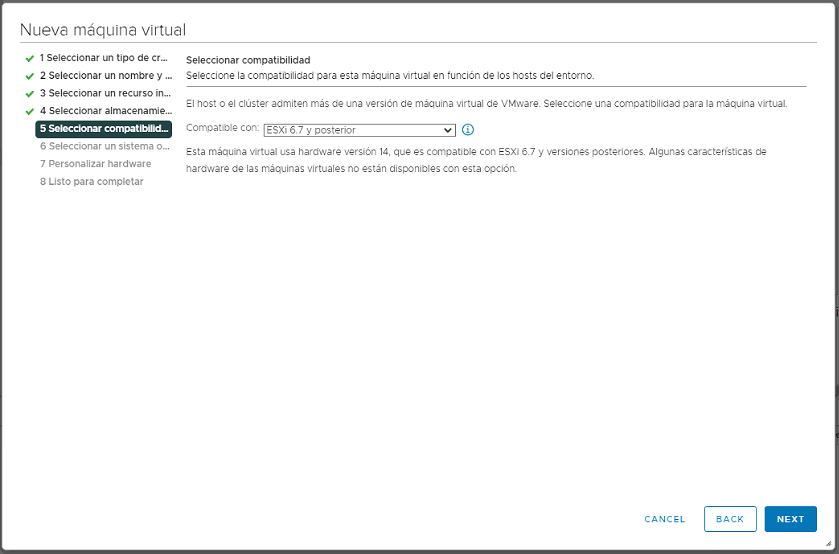 Nueva máquina virtual
1 Seleccionar un tipo de cr...
2 Seleccionar un nombre y ...
3 Seleccionar un recurso in...
4 Seleccionar almacenamie...
5 Seleccionar compatibilid...
6 Seleccionar un sistema o...
7 Personalizar hardware
8 Listo para completar
Seleccionar compatibilidad
Seleccione la compatibilidad para esta máquina virtual en función de los hosts del entorno.
El host o el clúster admiten más de una versión de máquina virtual de VMware. Seleccione una compatibilidad para la máquina virtual.
Compatible con: ESXi 6.7 y posterior
Esta máquina virtual usa hardware versión 14, que es compatible con ESXi 6.7 y versiones posteriores. Algunas características de
hardware de las máquinas virtuales no están disponibles con esta opción.
CANCEL BACK NEXT